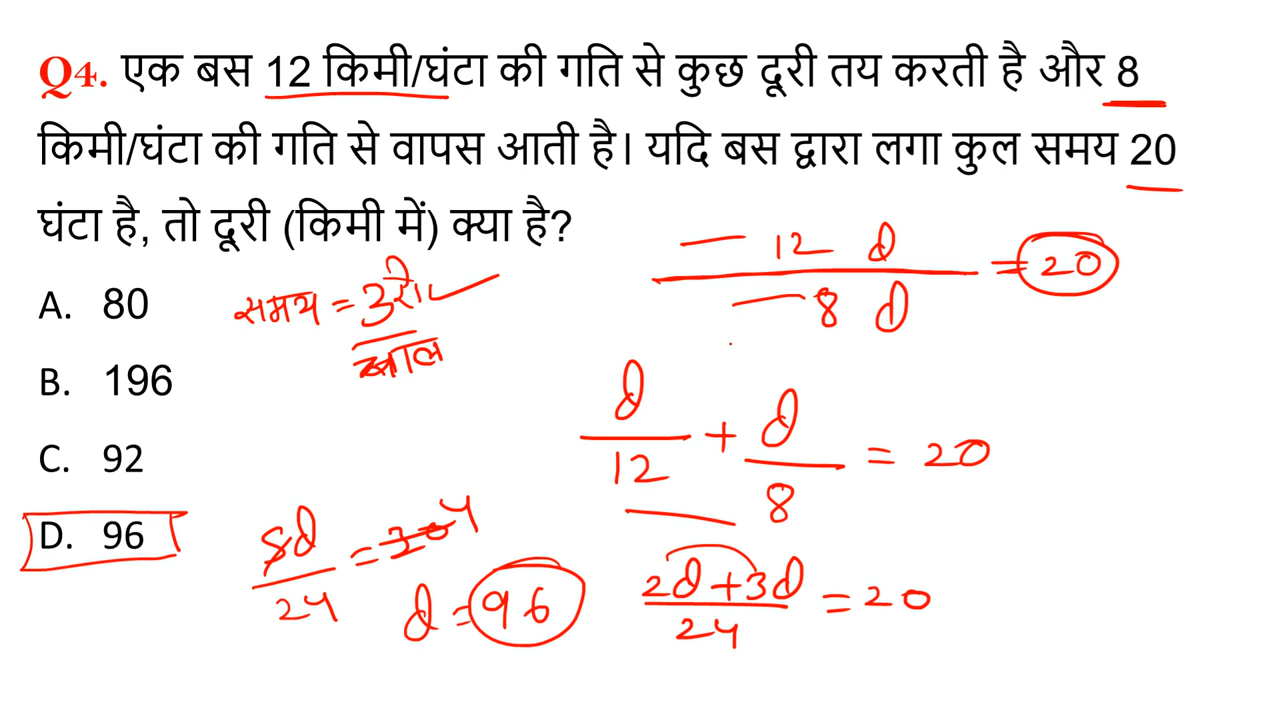 Q4. एक बस 12 किमी/घंटा की गति से कुछ दूरी तय करती है और 8
किमी/घंटा की गति से वापस आती है। यदि बस द्वारा लगा कुल समय 20
घंटा है, तो दूरी (किमी में) क्या है?
12 d
8 d
= 20
A. 80
समय =
चाल
B. 196
d/12 + d/8 = 20
C. 92
D. 96
5d/24 = 20 4
d = 96
2d+3d/24 = 20